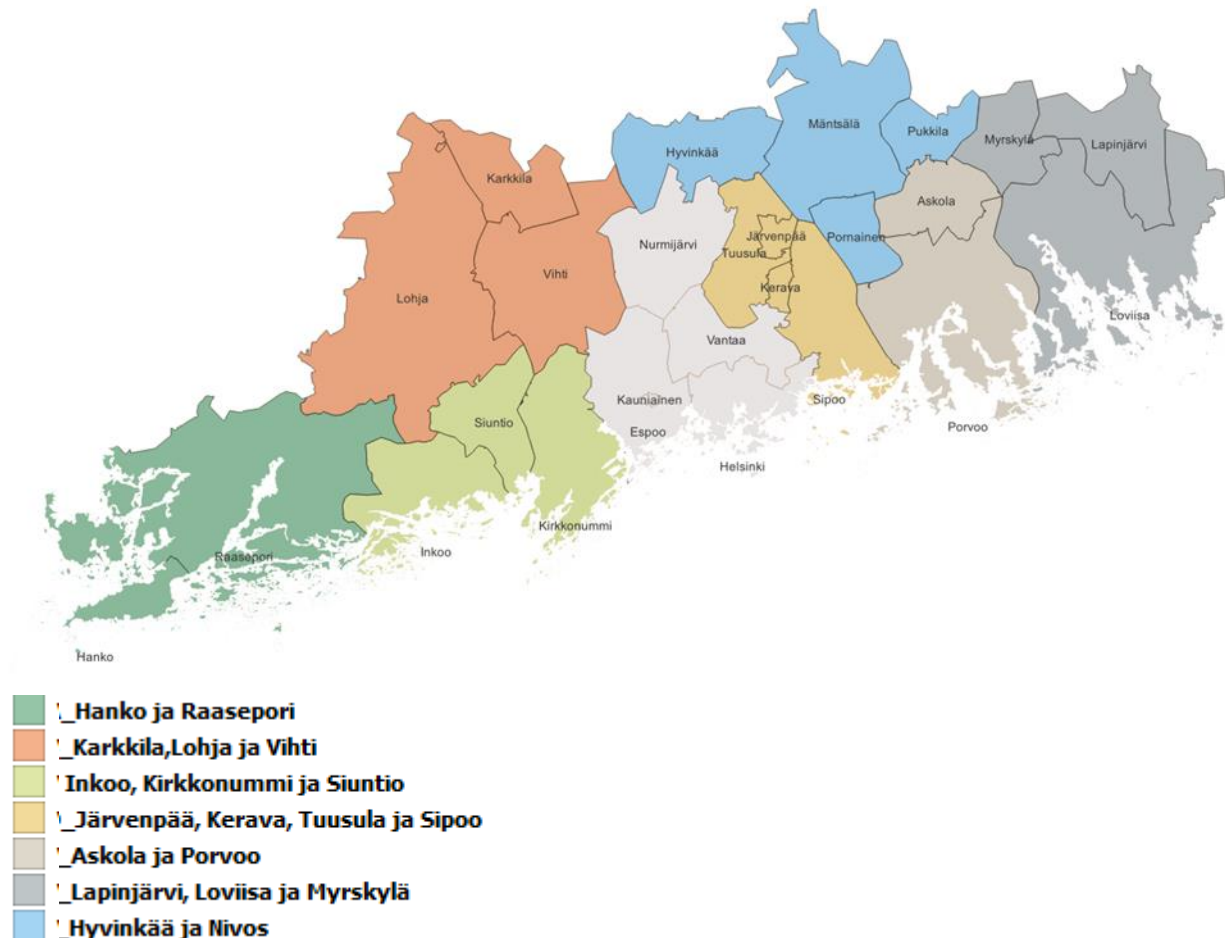 Mäntsälä
Pukkila
Myrskylä
Lapinjärvi
Hyvinkää
Karkkila
Askola
Nurmijärvi
Järvenpää
Pornainen
Tuusula
Vihti
Kerava
Lohja
Loviisa
Vantaa
Kauniainen
Sipoo
Siuntio
Espoo
Porvoo
Helsinki
Kirkkonummi
Inkoo
Raasepori
Hanko
_Hanko ja Raasepori
_Karkkila,Lohja ja Vihti
Inkoo, Kirkkonummi ja Siuntio
_Järvenpää, Kerava, Tuusula ja Sipoo
_Askola ja Porvoo
_Lapinjärvi, Loviisa ja Myrskylä
_Hyvinkää ja Nivos